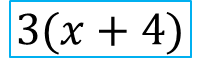 3(x + 4)